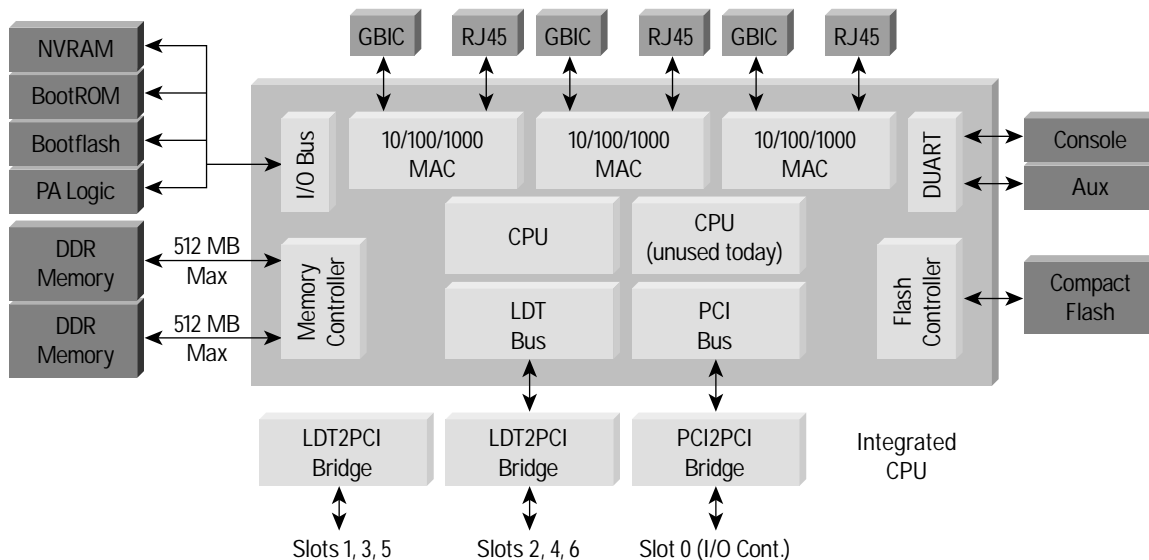 GBIC
RJ45
GBIC
RJ45
GBIC
RJ45
NVRAM
BootROM
Bootflash
PA Logic
I/O Bus
10/100/1000
MAC
10/100/1000
MAC
10/100/1000
MAC
DUART
Console
Aux
CPU
CPU
(unused today)
DDR
Memory
512 MB
Max
DDR
Memory
512 MB
Max
Memory
Controller
LDT
Bus
PCI
Bus
Flash
Controller
Compact
Flash
LDT2PCI
Bridge
LDT2PCI
Bridge
PCI2PCI
Bridge
Integrated
CPU
Slots 1, 3, 5
Slots 2, 4, 6
Slot 0 (I/O Cont.)